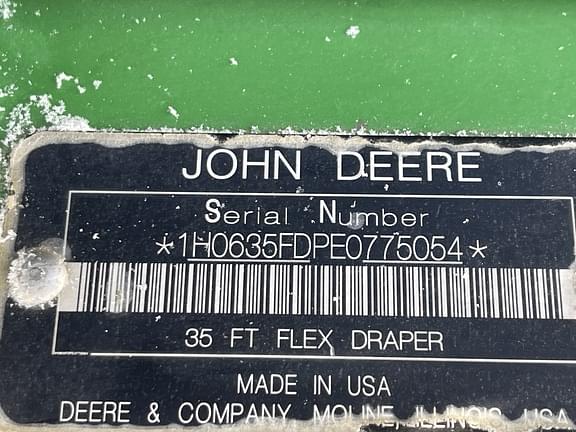 JOHN DEERE
Serial Number
*1H0635FDPE0775054*
35 FT FLEX DRAPER
MADE IN USA
DEERE & COMPANY MOLINE, ILLINOIS USA